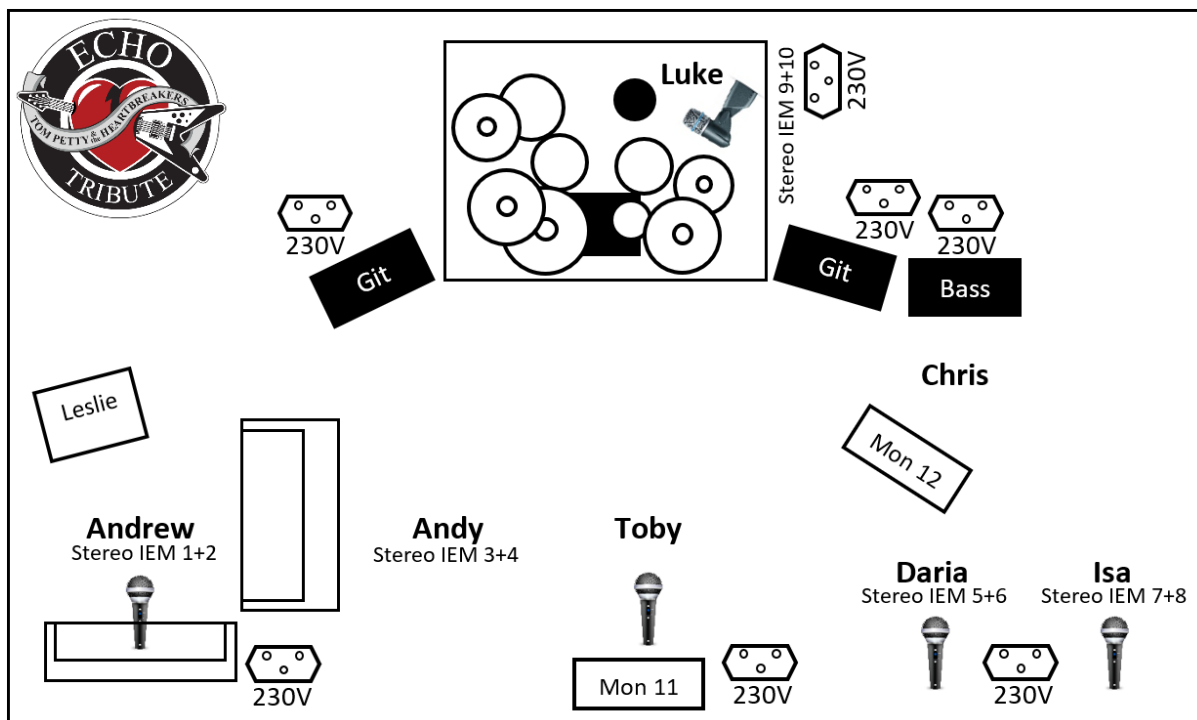 ECHO
TOM PETTY & the HEARTBREAKERS
TRIBUTE
Luke
Stereo IEM 9+10
230V
230V
230V
230V
Git
Git
Bass
Leslie
Chris
Mon 12
Andrew
Stereo IEM 1+2
Andy
Stereo IEM 3+4
Toby
Daria
Stereo IEM 5+6
Isa
Stereo IEM 7+8
230V
Mon 11
230V
230V